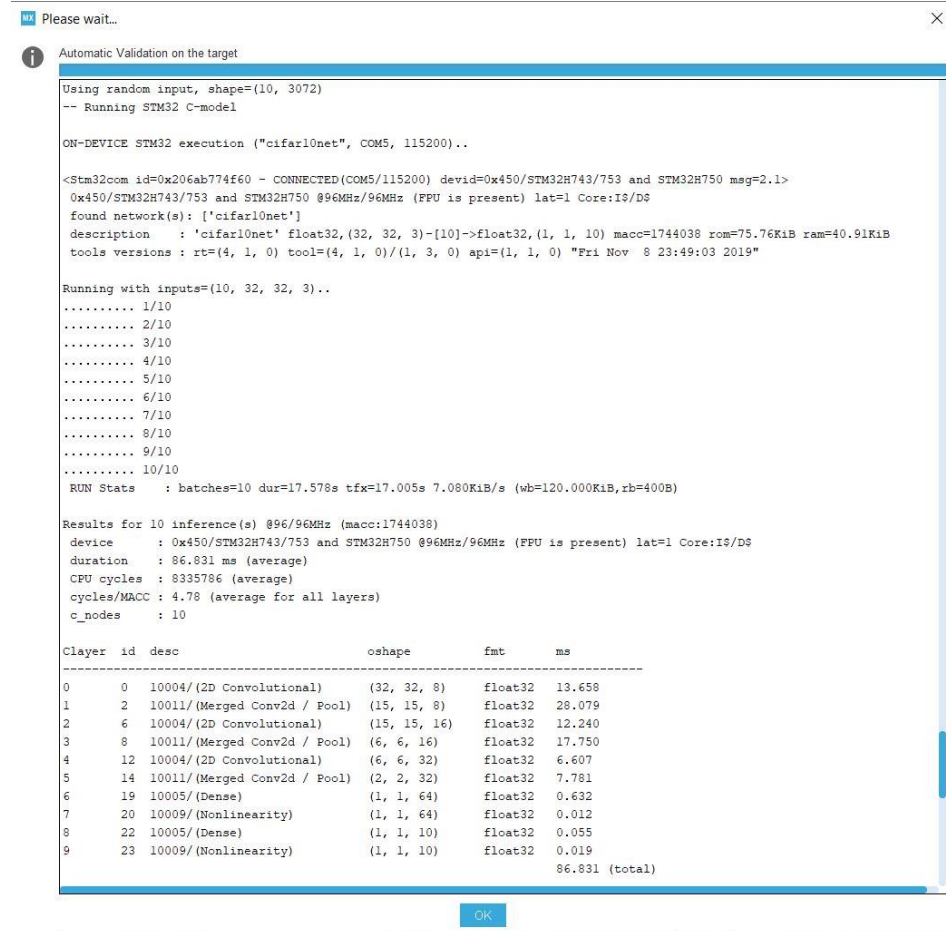 MX Please wait...
Automatic Validation on the target
Using random input, shape=(10, 3072)
-- Running STM32 C-model
ON-DEVICE STM32 execution ("cifar10net", COM5, 115200)..
<Stm32com id=0x206ab774f60 - CONNECTED(COM5/115200) devid=0x450/STM32H743/753 and STM32H750 msg=2.1>
0x450/STM32H743/753 and STM32H750 @96MHz/96MHz (FPU is present) lat=1 Core:I$/D$
found network(s): ['cifar10net']
description : 'cifar10net' float32,(32, 32, 3)-[10]->float32,(1, 1, 10) macc=1744038 rom=75.76KiB ram=40.91KiB
tools versions : rt=(4, 1, 0) tool=(4, 1, 0)/(1, 3, 0) api=(1, 1, 0) "Fri Nov 8 23:49:03 2019"
Running with inputs=(10, 32, 32, 3)..
.......... 1/10
.......... 2/10
.......... 3/10
.......... 4/10
.......... 5/10
.......... 6/10
.......... 7/10
.......... 8/10
.......... 9/10
.......... 10/10
RUN Stats : batches=10 dur=17.578s tfx=17.005s 7.080KiB/s (wb=120.000KiB,rb=400B)
Results for 10 inference(s) @96/96MHz (macc:1744038)
device : 0x450/STM32H743/753 and STM32H750 @96MHz/96MHz (FPU is present) lat=1 Core:I$/D$
duration : 86.831 ms (average)
CPU cycles : 8335786 (average)
cycles/MACC : 4.78 (average for all layers)
c_nodes : 10
Clayer id desc oshape fmt ms
--------------------------------------------------------------------------------
0 0 10004/(2D Convolutional) (32, 32, 8) float32 13.658
1 2 10011/(Merged Conv2d / Pool) (15, 15, 8) float32 28.079
2 6 10004/(2D Convolutional) (15, 15, 16) float32 12.240
3 8 10011/(Merged Conv2d / Pool) (6, 6, 16) float32 17.750
4 12 10004/(2D Convolutional) (6, 6, 32) float32 6.607
5 14 10011/(Merged Conv2d / Pool) (2, 2, 32) float32 7.781
6 19 10005/(Dense) (1, 1, 64) float32 0.632
7 20 10009/(Nonlinearity) (1, 1, 64) float32 0.012
8 22 10005/(Dense) (1, 1, 10) float32 0.055
9 23 10009/(Nonlinearity) (1, 1, 10) float32 0.019
86.831 (total)
OK